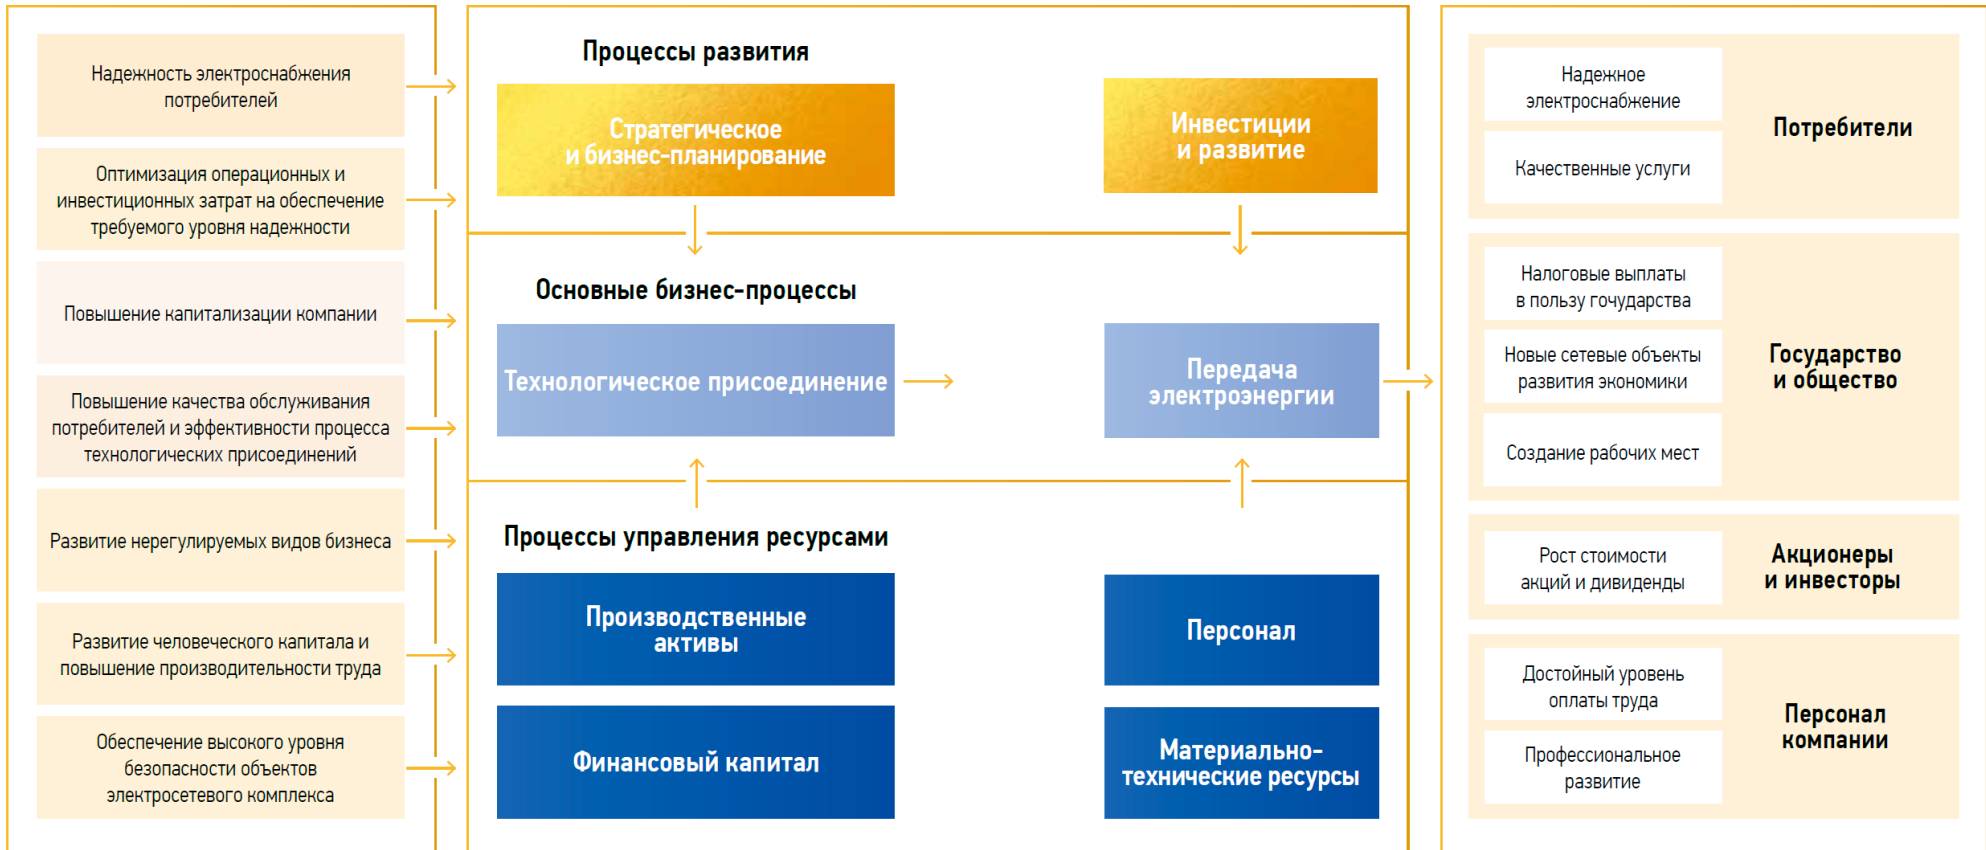 Надежность электроснабжения
потребителей
Оптимизация операционных и
инвестиционных затрат на обеспечение
требуемого уровня надежности
Повышение капитализации компании
Повышение качества обслуживания
потребителей и эффективности процесса
технологических присоединений
Развитие нерегулируемых видов бизнеса
Развитие человеческого капитала и
повышение производительности труда
Обеспечение высокого уровня
безопасности объектов
электросетевого комплекса
Процессы развития
Стратегическое
и бизнес-планирование
Инвестиции
и развитие
Основные бизнес-процессы
Технологическое присоединение
Передача
электроэнергии
Процессы управления ресурсами
Производственные
активы
Персонал
Финансовый капитал
Материально-
технические ресурсы
Надежное
электроснабжение
Качественные услуги
Потребители
Налоговые выплаты
в пользу гочударства
Новые сетевые объекты
развития экономики
Создание рабочих мест
Государство
и общество
Рост стоимости
акций и дивиденды
Акционеры
и инвесторы
Достойный уровень
оплаты труда
Профессиональное
развитие
Персонал
компании